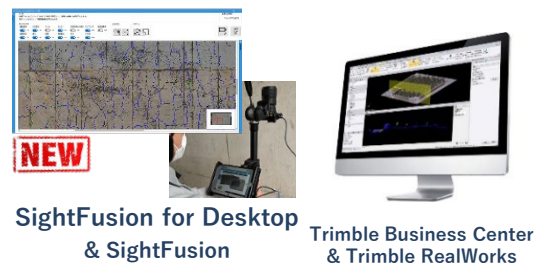 NEW
SightFusion for Desktop
& SightFusion
Trimble Business Center
& Trimble RealWorks